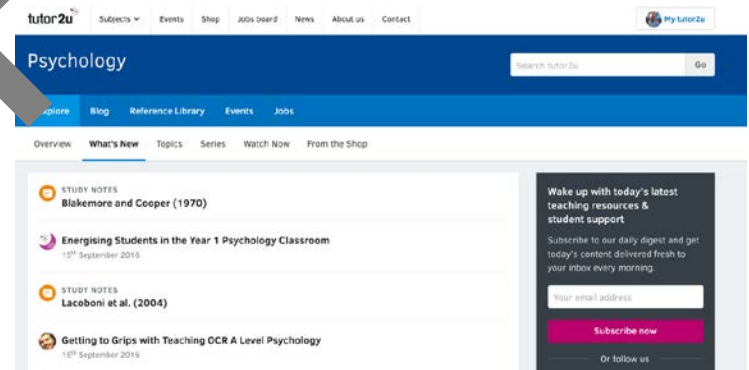 tutor2u
Subjects Events Shop Jobs board News About us Contact
My tutor2u
Psychology
Search tutor2u Go
Explore Blog Reference Library Events Jobs
Overview What's New Topics Series Watch Now From the Shop
STUDY NOTES
Blakemore and Cooper (1970)
Energising Students in the Year 1 Psychology Classroom
15th September 2016
STUDY NOTES
Lacoboni et al. (2004)
Getting to Grips with Teaching OCR A Level Psychology
15th September 2016
Wake up with today's latest
teaching resources &
student support
Subscribe to our daily digest and get
today's content delivered fresh to
your inbox every morning.
Your email address
Subscribe now
Or follow us